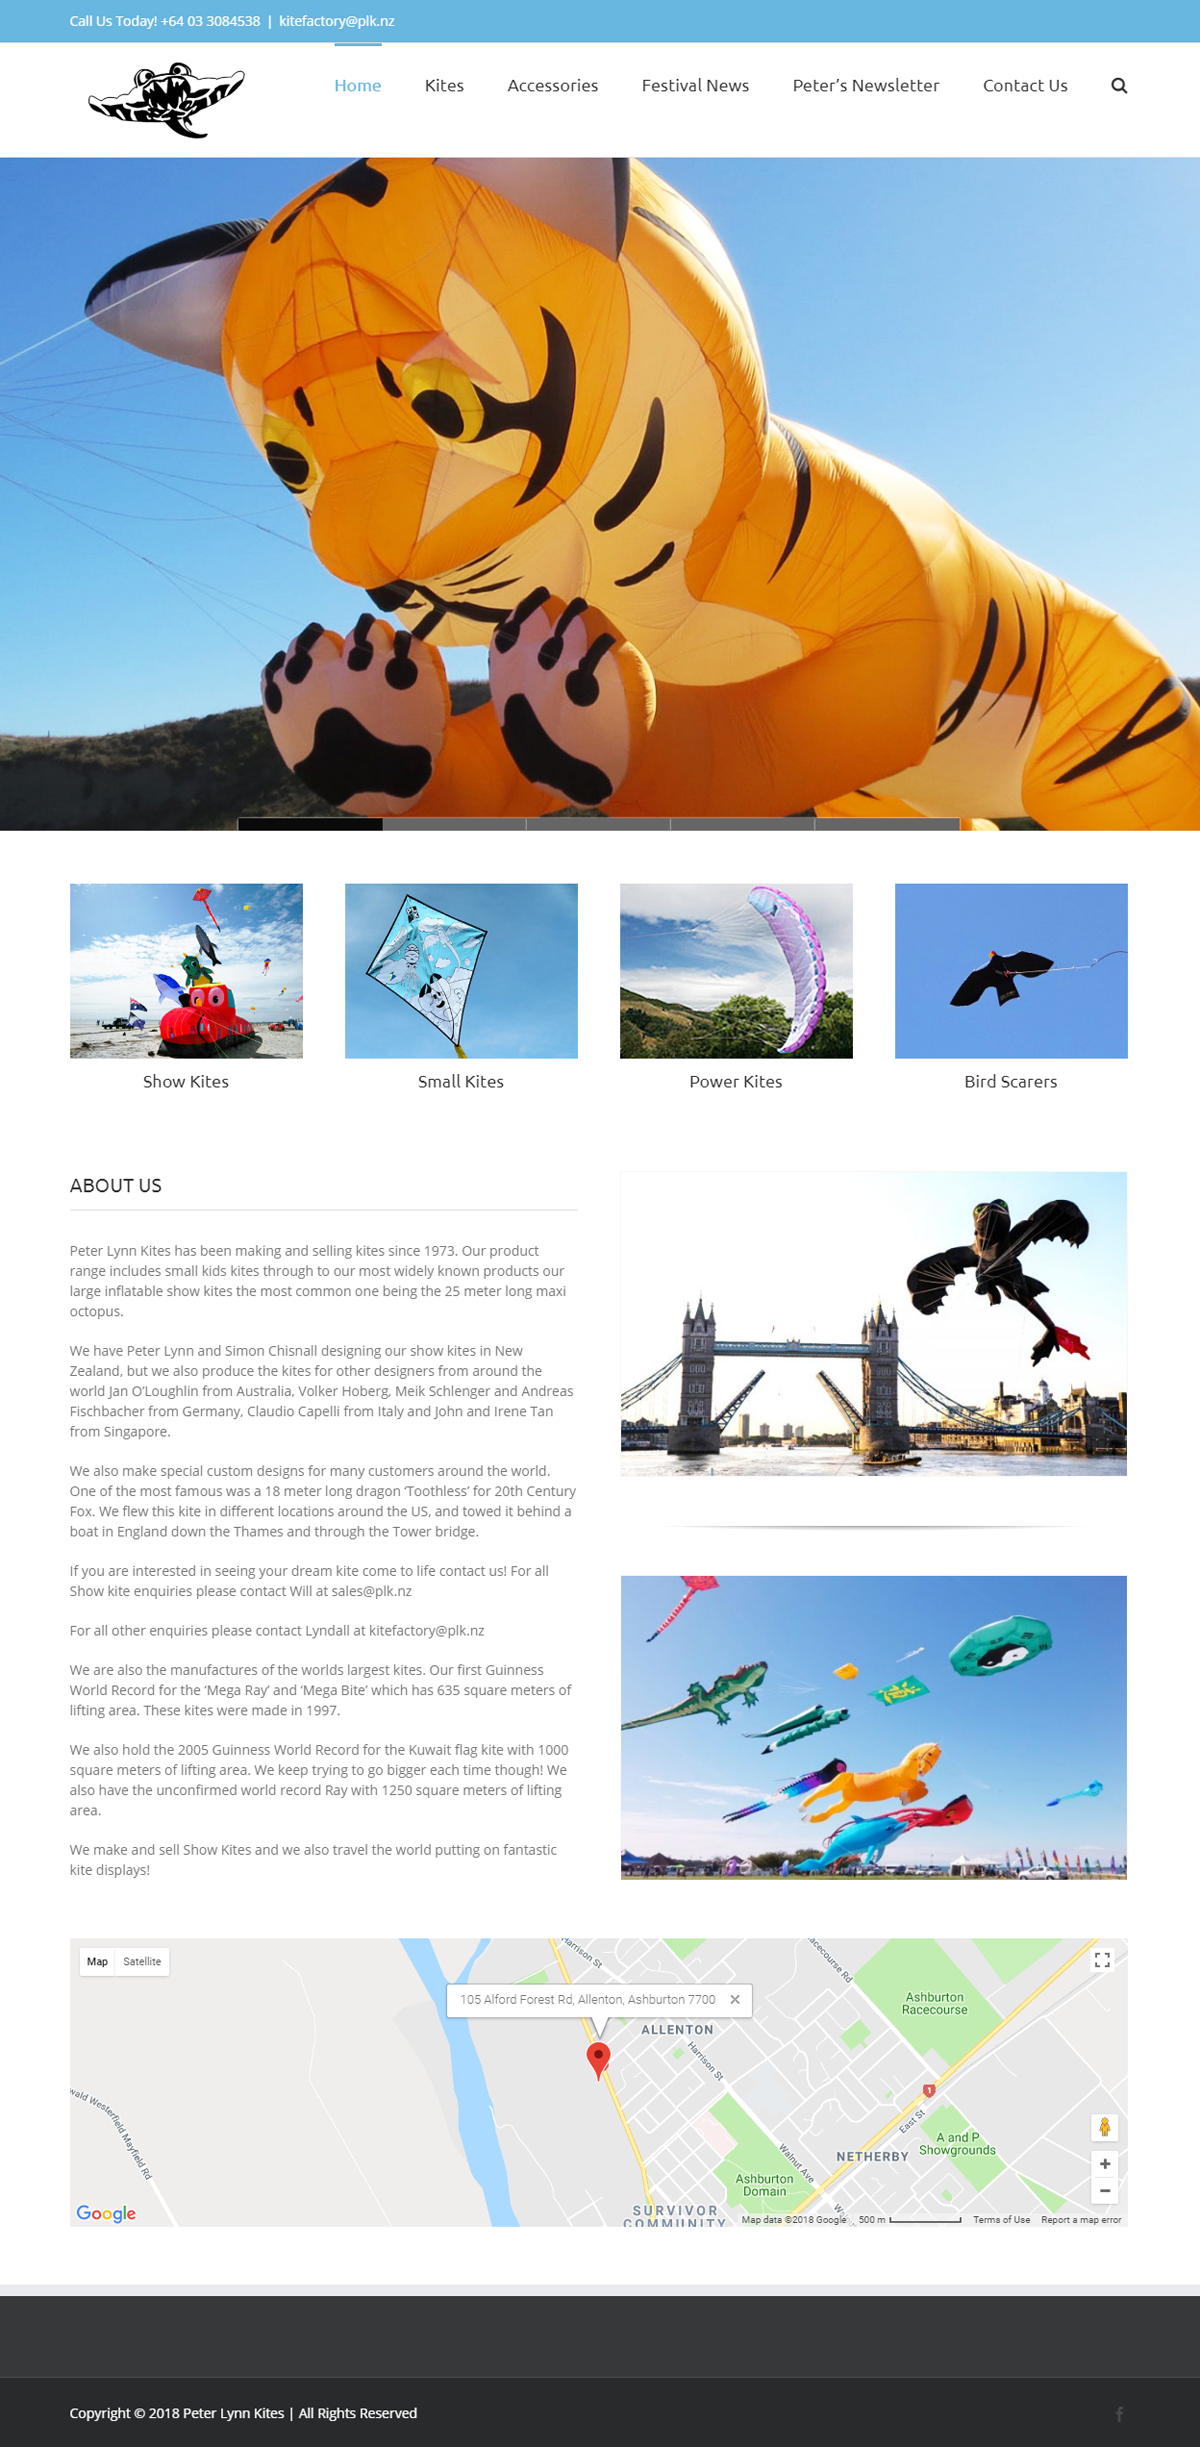 Call Us Today! +64 03 3084538 | kitefactory@plk.nz
Home Kites Accessories Festival News Peter’s Newsletter Contact Us
Show Kites Small Kites Power Kites Bird Scarers
ABOUT US
Peter Lynn Kites has been making and selling kites since 1973. Our product
range includes small kids kites through to our most widely known products our
large inflatable show kites the most common one being the 25 meter long maxi
octopus.
We have Peter Lynn and Simon Chisnall designing our show kites in New
Zealand, but we also produce the kites for other designers from around the
world Jan O’Loughlin from Australia, Volker Hoberg, Meik Schlenger and Andreas
Fischbacher from Germany, Claudio Capelli from Italy and John and Irene Tan
from Singapore.
We also make special custom designs for many customers around the world.
One of the most famous was a 18 meter long dragon ‘Toothless’ for 20th Century
Fox. We flew this kite in different locations around the US, and towed it behind a
boat in England down the Thames and through the Tower bridge.
If you are interested in seeing your dream kite come to life contact us! For all
Show kite enquiries please contact Will at sales@plk.nz
For all other enquiries please contact Lyndall at kitefactory@plk.nz
We are also the manufactures of the worlds largest kites. Our first Guinness
World Record for the ‘Mega Ray’ and ‘Mega Bite’ which has 635 square meters of
lifting area. These kites were made in 1997.
We also hold the 2005 Guinness World Record for the Kuwait flag kite with 1000
square meters of lifting area. We keep trying to go bigger each time though! We
also have the unconfirmed world record Ray with 1250 square meters of lifting
area.
We make and sell Show Kites and we also travel the world putting on fantastic
kite displays!
Map Satellite
Harrison St
acecourse Rd
105 Alford Forest Rd, Allenton, Ashburton 7700
Ashburton
Racecourse
ALLENTON
Harrison St
1
wald Westerfield Mayfield Rd
East St
A and P
Showgrounds
NETHERBY
Walnut Ave
Ashburton
Domain
SURVIVOR
COMMUNITY
Google
Map data ©2018 Google 500 m Terms of Use Report a map error
Copyright © 2018 Peter Lynn Kites | All Rights Reserved